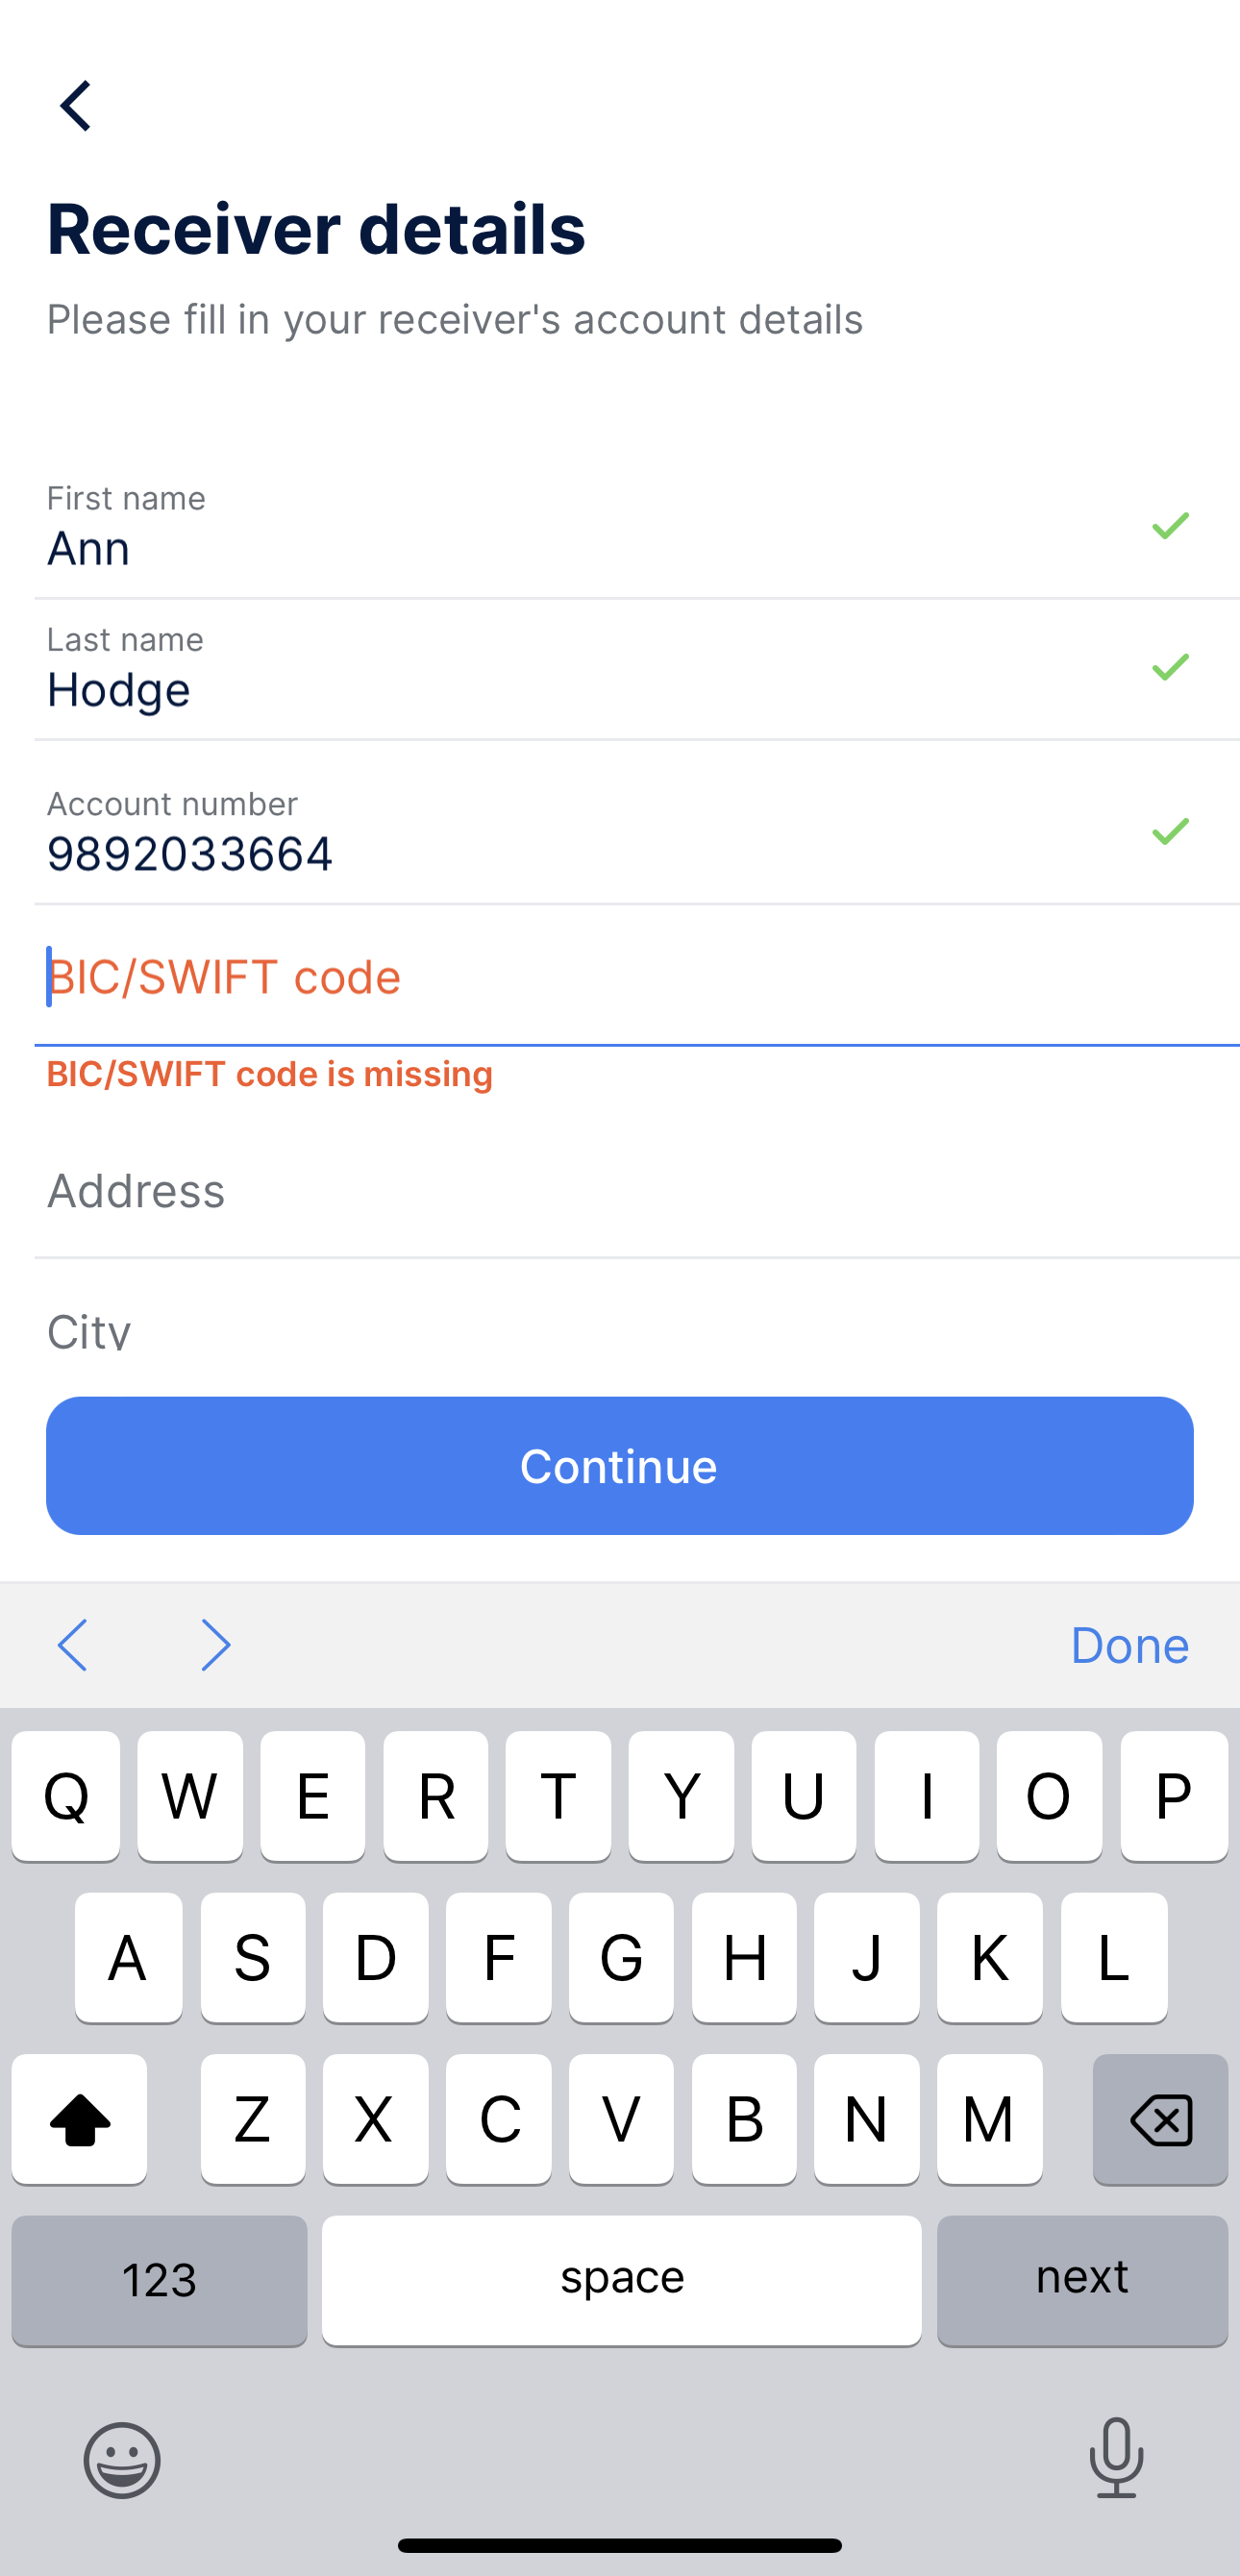 Receiver details
Please fill in your receiver's account details
First name
Ann
Last name
Hodge
Account number
9892033664
BIC/SWIFT code
BIC/SWIFT code is missing
Address
City
Continue
Done
Q W E R T Y U I O P
A S D F G H J K L
Z X C V B N M
123 space next